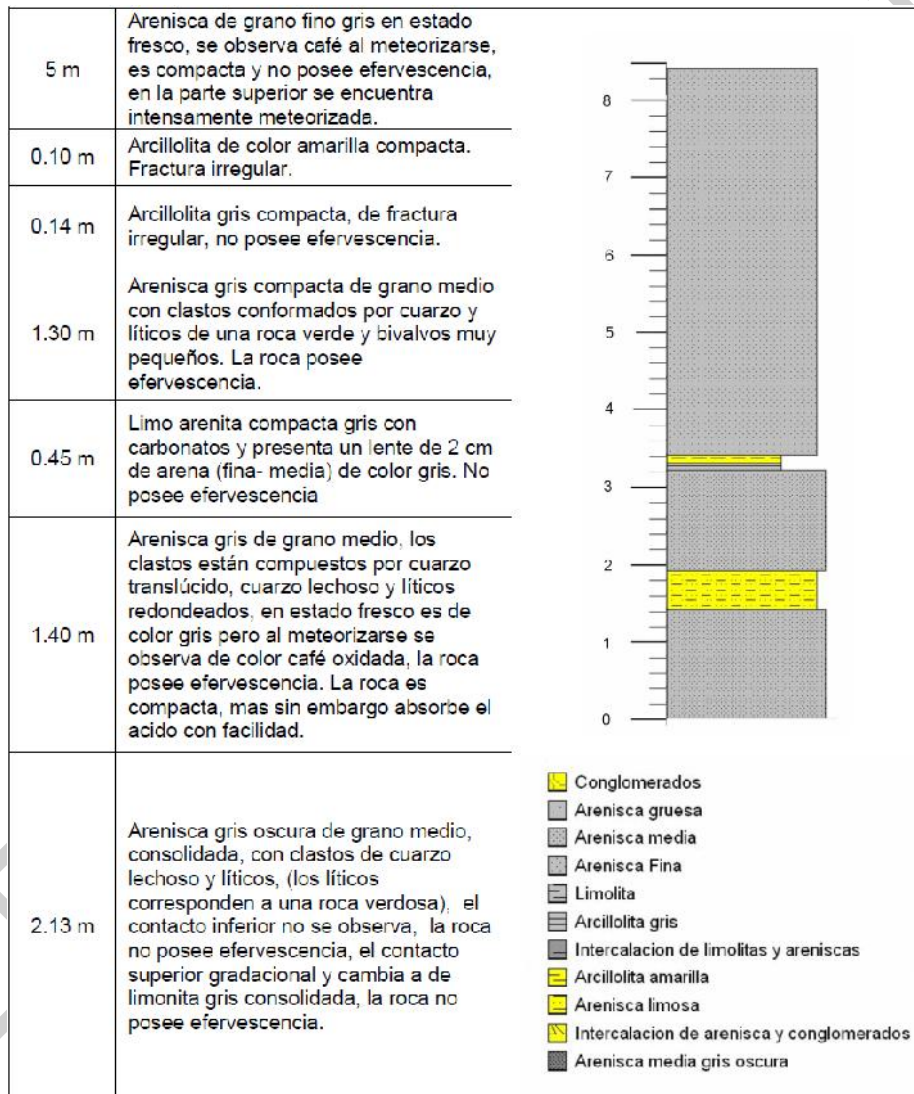 5 m
Arenisca de grano fino gris en estado
fresco, se observa café al meteorizarse,
es compacta y no posee efervescencia,
en la parte superior se encuentra
intensamente meteorizada.
0.10 m
Arcillolita de color amarilla compacta.
Fractura irregular.
0.14 m
Arcillolita gris compacta, de fractura
irregular, no posee efervescencia.
1.30 m
Arenisca gris compacta de grano medio
con clastos conformados por cuarzo y
líticos de una roca verde y bivalvos muy
pequeños. La roca posee
efervescencia.
0.45 m
Limo arenita compacta gris con
carbonatos y presenta un lente de 2 cm
de arena (fina- media) de color gris. No
posee efervescencia
1.40 m
Arenisca gris de grano medio, los
clastos están compuestos por cuarzo
translúcido, cuarzo lechoso y líticos
redondeados, en estado fresco es de
color gris pero al meteorizarse se
observa de color café oxidada, la roca
posee efervescencia. La roca es
compacta, mas sin embargo absorbe el
acido con facilidad.
2.13 m
Arenisca gris oscura de grano medio,
consolidada, con clastos de cuarzo
lechoso y líticos, (los líticos
corresponden a una roca verdosa), el
contacto inferior no se observa, la roca
no posee efervescencia, el contacto
superior gradacional y cambia a de
limonita gris consolidada, la roca no
posee efervescencia.
8
7
6
5
4
3
2
1
0
Conglomerados
Arenisca gruesa
Arenisca media
Arenisca Fina
Limolita
Arcillolita gris
Intercalacion de limolitas y areniscas
Arcillolita amarilla
Arenisca limosa
Intercalacion de arenisca y conglomerados
Arenisca media gris oscura